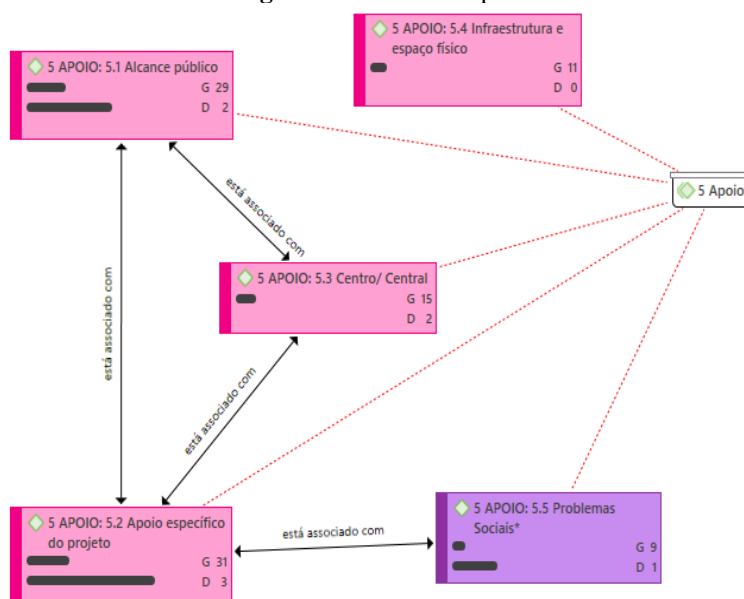 5 APOIO: 5.4 Infraestrutura e
espaço físico
G 11
D 0
5 APOIO: 5.1 Alcance público
G 29
D 2
5 Apoio
está associado com
5 APOIO: 5.3 Centro/ Central
G 15
D 2
está associado com
está associado com
5 APOIO: 5.2 Apoio específico
do projeto
G 31
D 3
está associado com
5 APOIO: 5.5 Problemas
Sociais*
G 9
D 1